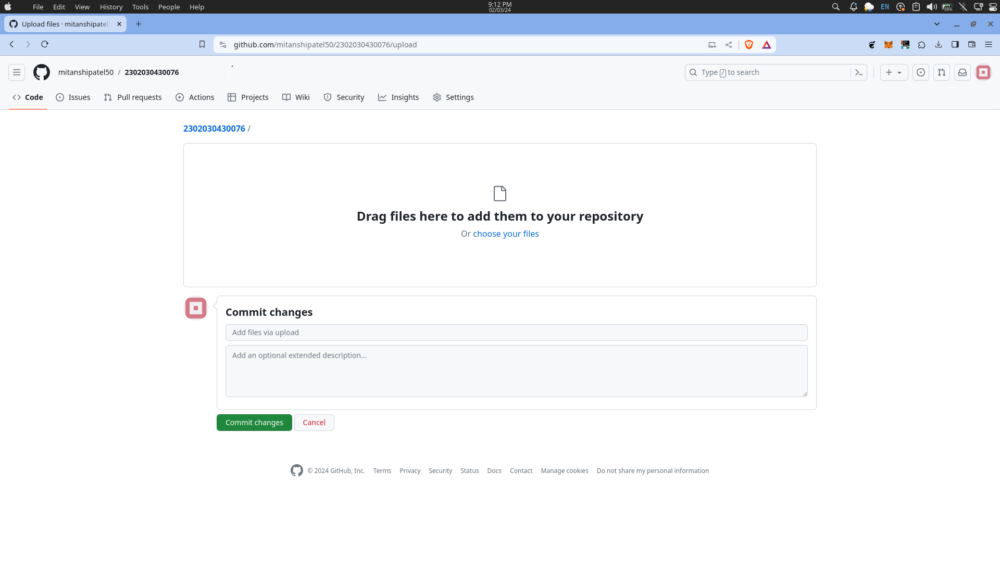 File Edit View History Tools People Help
9:12 PM
02/03/24
EN
88%
Upload files · mitanshipatel5
github.com/mitanshipatel50/2302030430076/upload
mitanshipatel50 / 2302030430076
Type / to search
Code Issues Pull requests Actions Projects Wiki Security Insights Settings
2302030430076 /
Drag files here to add them to your repository
Or choose your files
Commit changes
Add files via upload
Add an optional extended description...
Commit changes Cancel
© 2024 GitHub, Inc. Terms Privacy Security Status Docs Contact Manage cookies Do not share my personal information